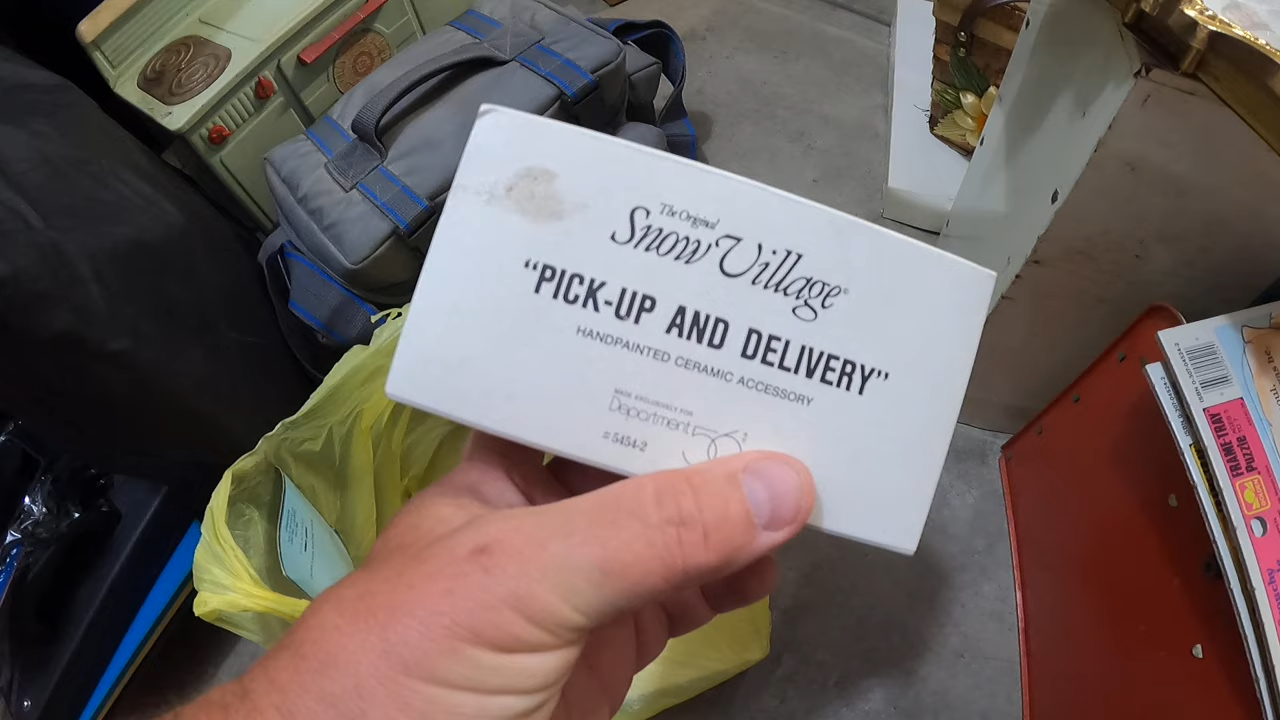 The Original
Snow Village®
“PICK-UP AND DELIVERY”
HANDPAINTED CERAMIC ACCESSORY
MADE EXCLUSIVELY FOR
Department 56®
# 5454-2
FRAME-TRAY
Puzzle